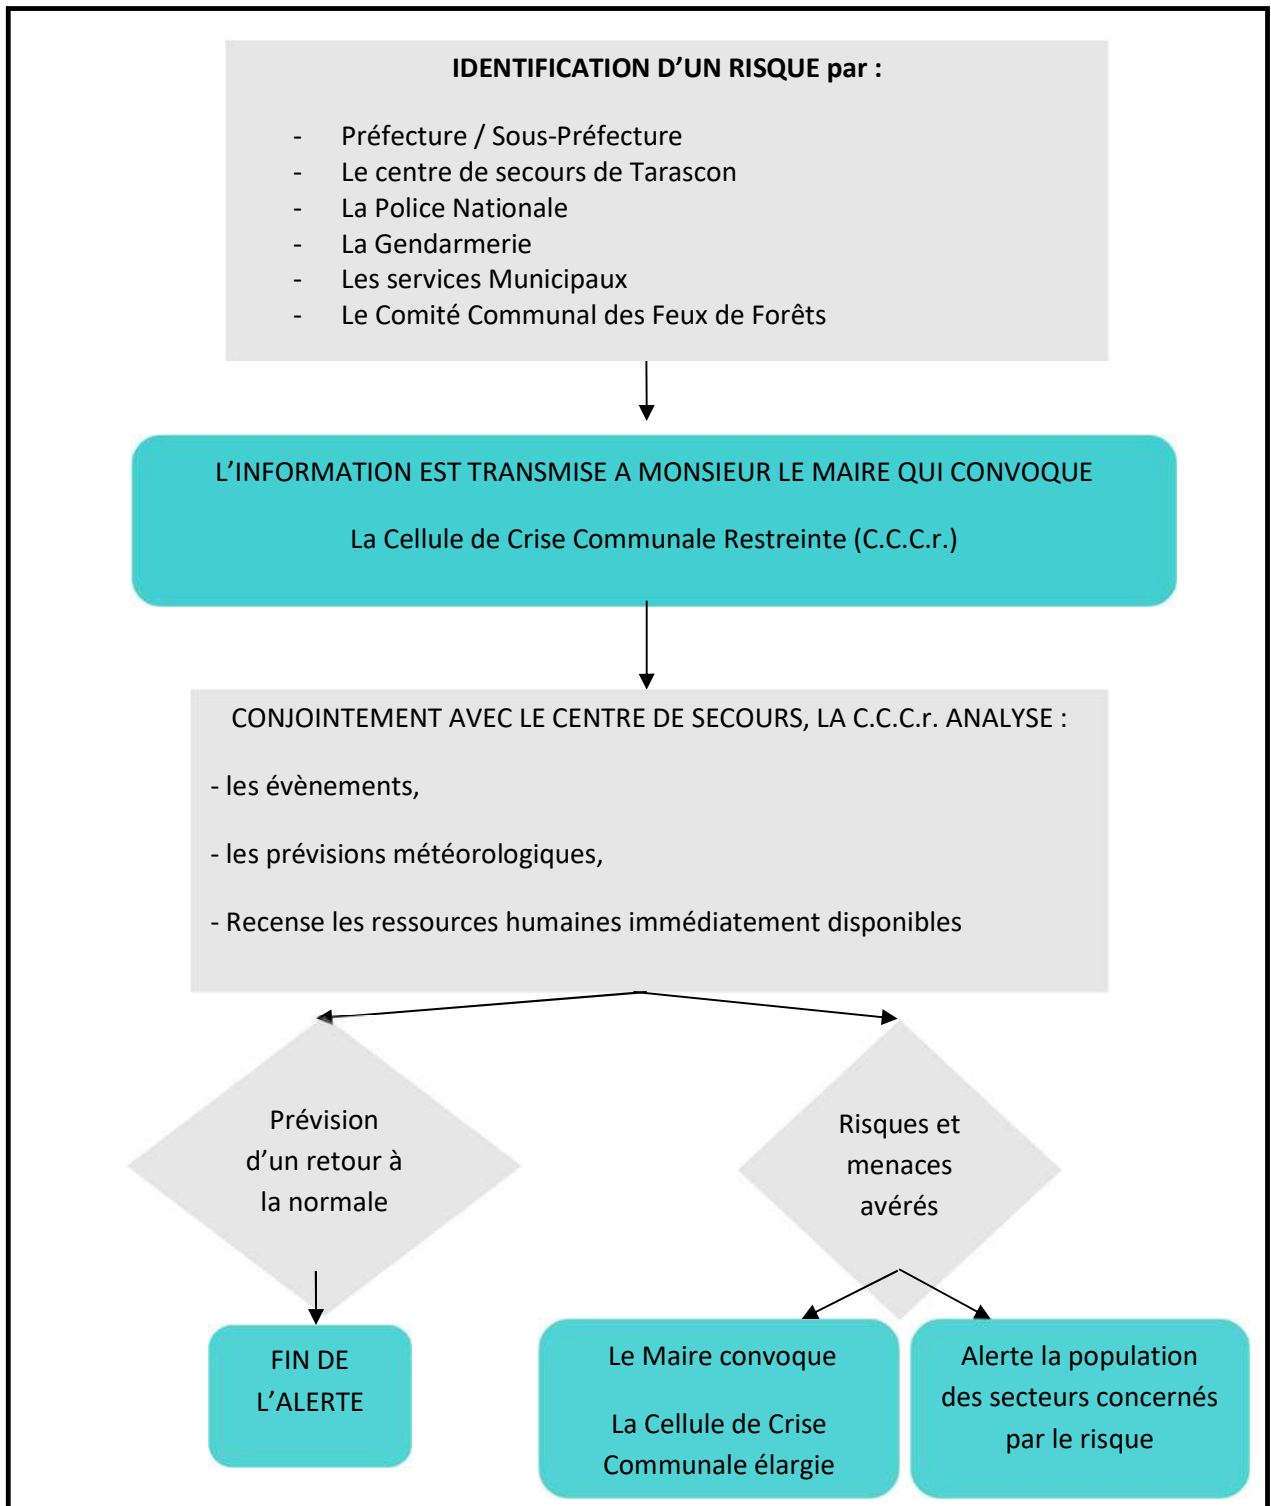 IDENTIFICATION D’UN RISQUE par :
- Préfecture / Sous-Préfecture
- Le centre de secours de Tarascon
- La Police Nationale
- La Gendarmerie
- Les services Municipaux
- Le Comité Communal des Feux de Forêts
L’INFORMATION EST TRANSMISE A MONSIEUR LE MAIRE QUI CONVOQUE
La Cellule de Crise Communale Restreinte (C.C.C.r.)
CONJOINTEMENT AVEC LE CENTRE DE SECOURS, LA C.C.C.r. ANALYSE :
- les évènements,
- les prévisions météorologiques,
- Recense les ressources humaines immédiatement disponibles
Prévision
d’un retour à
la normale
Risques et
menaces
avérés
FIN DE
L’ALERTE
Le Maire convoque
La Cellule de Crise
Communale élargie
Alerte la population
des secteurs concernés
par le risque